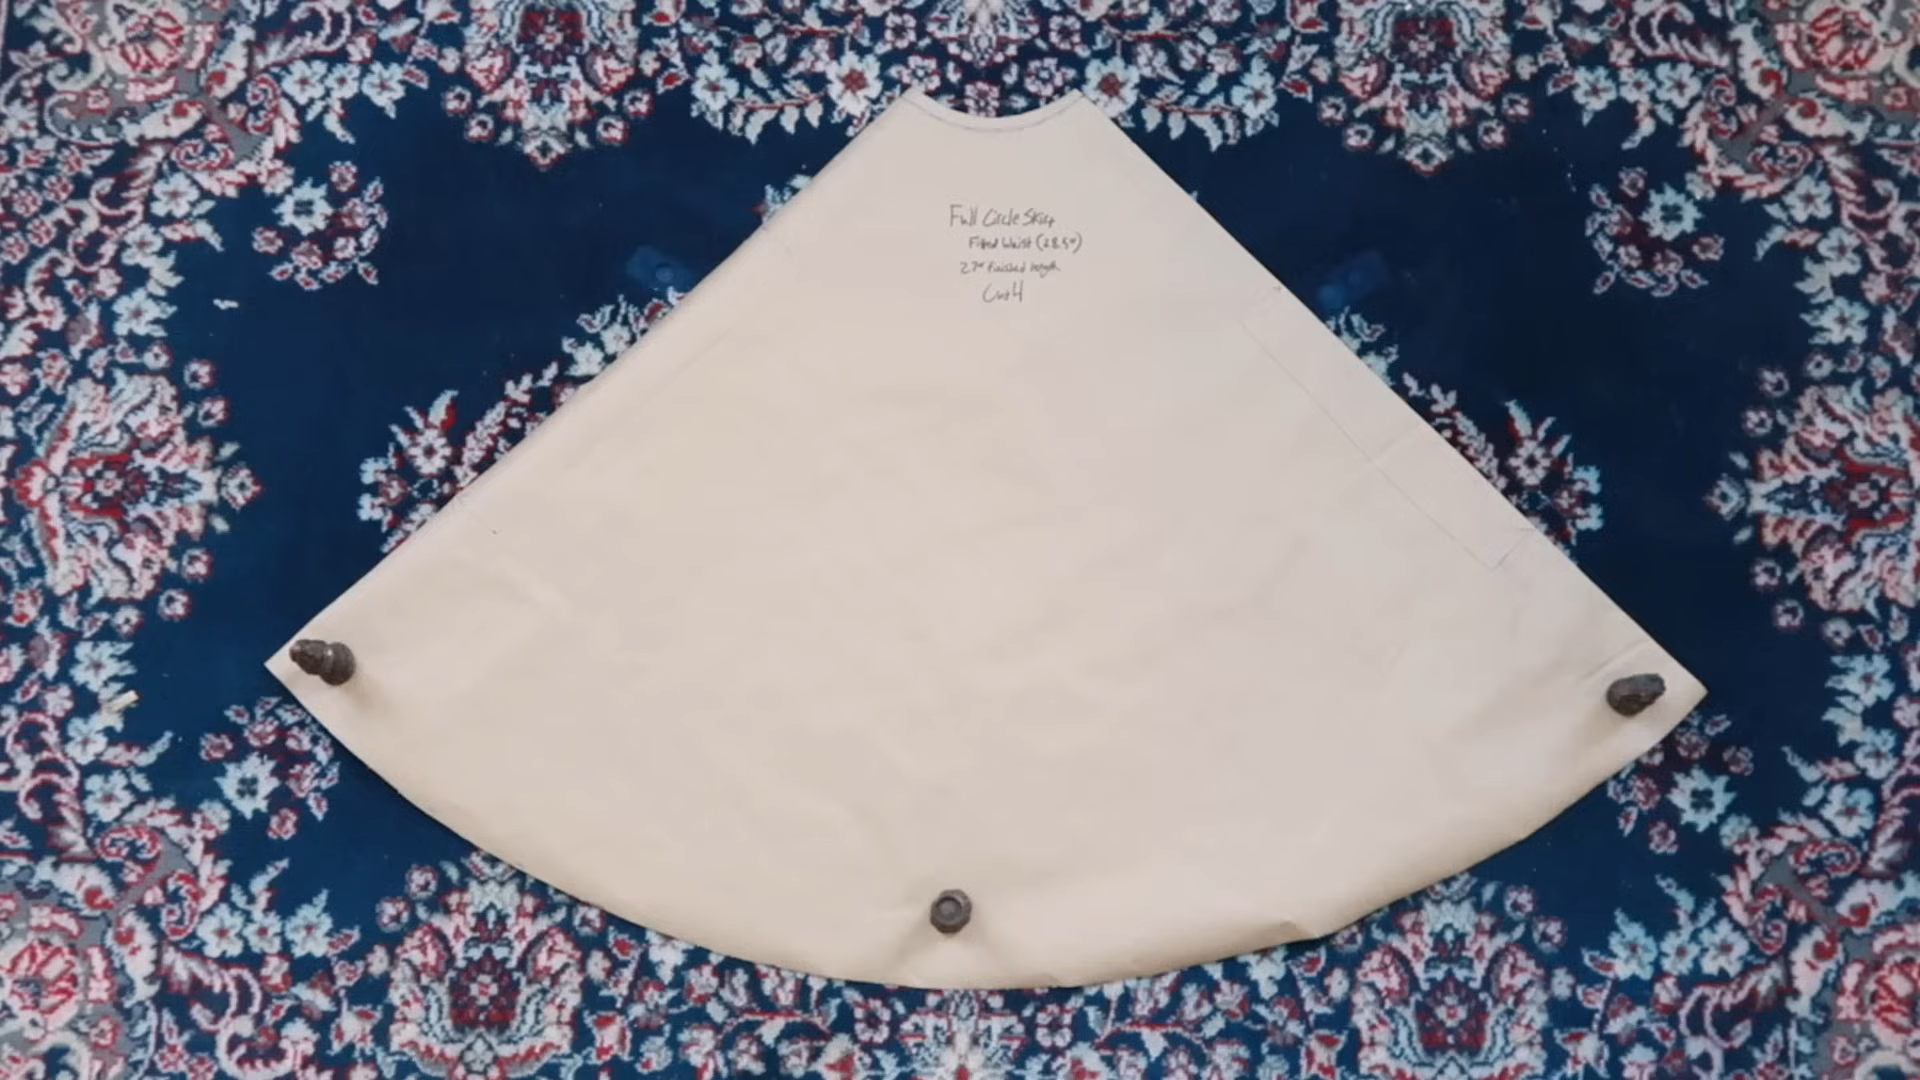 Full Circle Skirt
Fitted Waist (28.5")
27" finished length
Cut 4